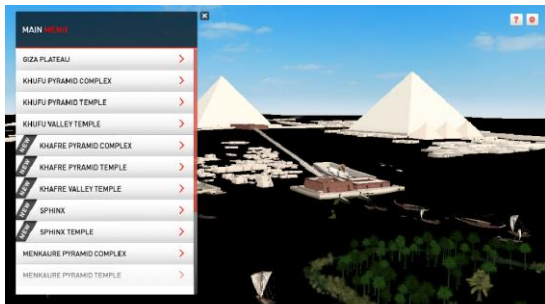 MAIN MENU
GIZA PLATEAU
KHUFU PYRAMID COMPLEX
KHUFU PYRAMID TEMPLE
KHUFU VALLEY TEMPLE
NEW KHAFRE PYRAMID COMPLEX
NEW KHAFRE PYRAMID TEMPLE
NEW KHAFRE VALLEY TEMPLE
NEW SPHINX
NEW SPHINX TEMPLE
MENKAURE PYRAMID COMPLEX
MENKAURE PYRAMID TEMPLE
?